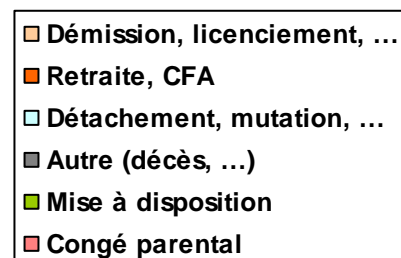 Démission, licenciement, …
Retraite, CFA
Détachement, mutation, …
Autre (décès, …)
Mise à disposition
Congé parental